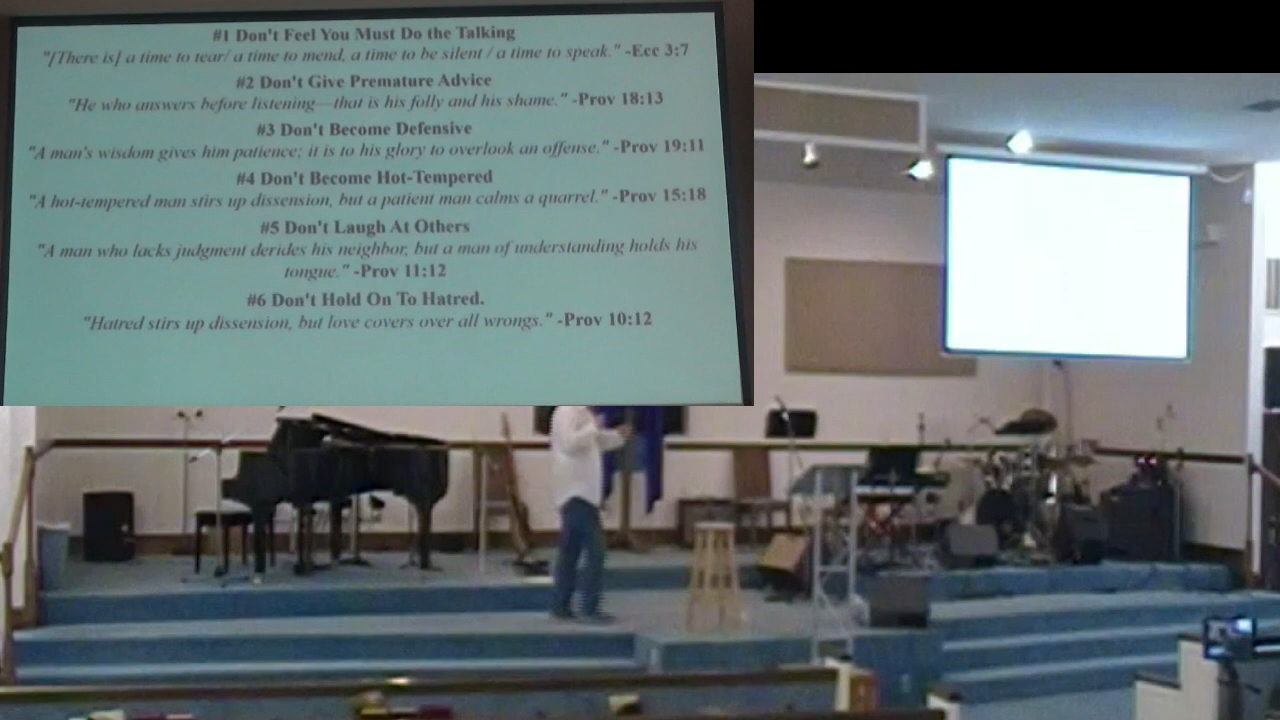 #1 Don't Feel You Must Do the Talking
"[There is] a time to tear/ a time to mend, a time to be silent / a time to speak." -Ecc 3:7
#2 Don't Give Premature Advice
"He who answers before listening—that is his folly and his shame." -Prov 18:13
#3 Don't Become Defensive
"A man's wisdom gives him patience; it is to his glory to overlook an offense." -Prov 19:11
#4 Don't Become Hot-Tempered
"A hot-tempered man stirs up dissension, but a patient man calms a quarrel." -Prov 15:18
#5 Don't Laugh At Others
"A man who lacks judgment derides his neighbor, but a man of understanding holds his
tongue." -Prov 11:12
#6 Don't Hold On To Hatred.
"Hatred stirs up dissension, but love covers over all wrongs." -Prov 10:12